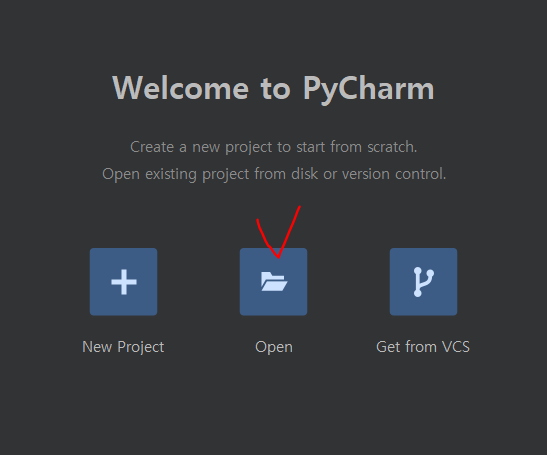 Welcome to PyCharm
Create a new project to start from scratch.
Open existing project from disk or version control.
New Project
Open
Get from VCS